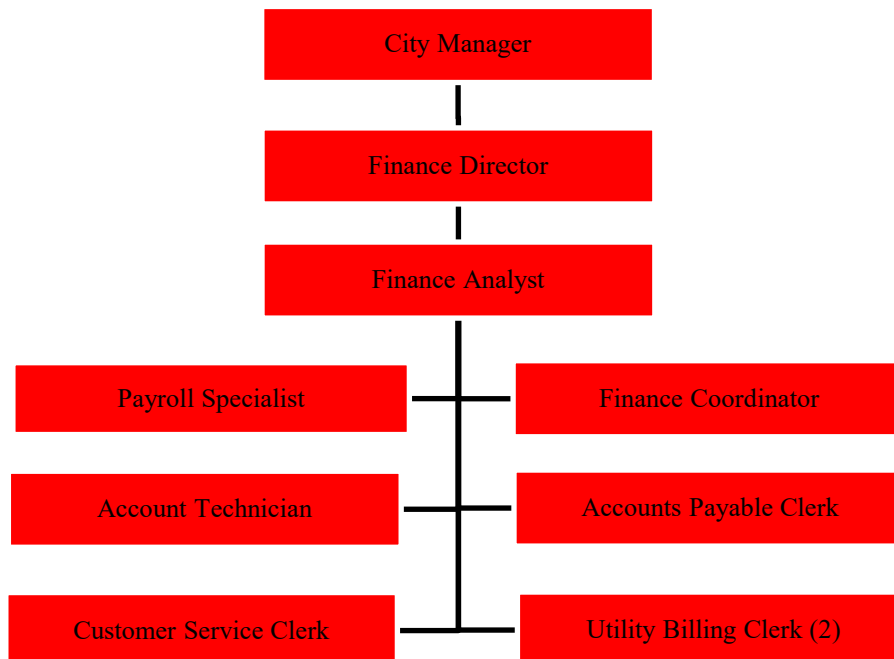 City Manager
Finance Director
Finance Analyst
Payroll Specialist
Finance Coordinator
Account Technician
Accounts Payable Clerk
Customer Service Clerk
Utility Billing Clerk (2)